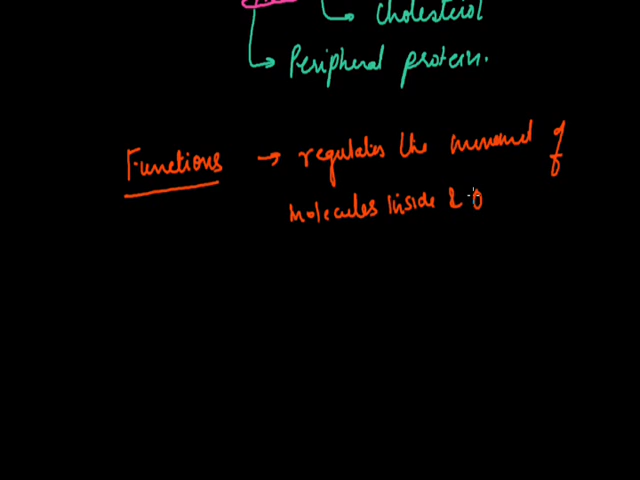 Cholesterol
Peripheral protein.
Functions → regulates the movement of
molecules inside & o